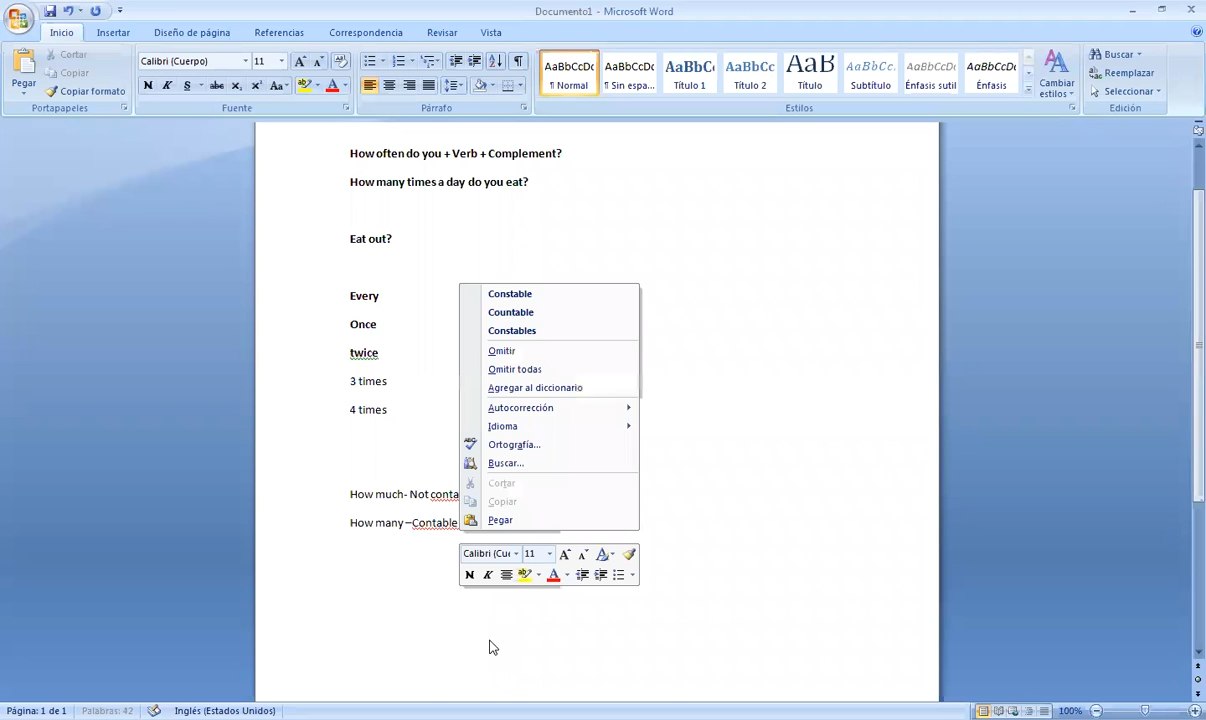 Documento1 - Microsoft Word
Inicio Insertar Diseño de página Referencias Correspondencia Revisar Vista
Pegar
Cortar
Copiar
Copiar formato
Portapapeles
Calibri (Cuerpo) 11
N K S abc x₂ x² Aa
Fuente
Párrafo
AaBbCcDc
¶ Normal
AaBbCcDc
¶ Sin espa...
AaBbC
Título 1
AaBbCc
Título 2
AaB
Título
AaBbCc.
Subtítulo
AaBbCcDc
Énfasis sutil
AaBbCcDc
Énfasis
Cambiar estilos
Estilos
Buscar
Reemplazar
Seleccionar
Edición
How often do you + Verb + Complement?
How many times a day do you eat?
Eat out?
Every
Once
twice
3 times
4 times
How much- Not conta
How many –Contable
Constable
Countable
Constables
Omitir
Omitir todas
Agregar al diccionario
Autocorrección
Idioma
Ortografía...
Buscar...
Cortar
Copiar
Pegar
Calibri (Cue 11
N K
Página: 1 de 1 Palabras: 42 Inglés (Estados Unidos) 100%